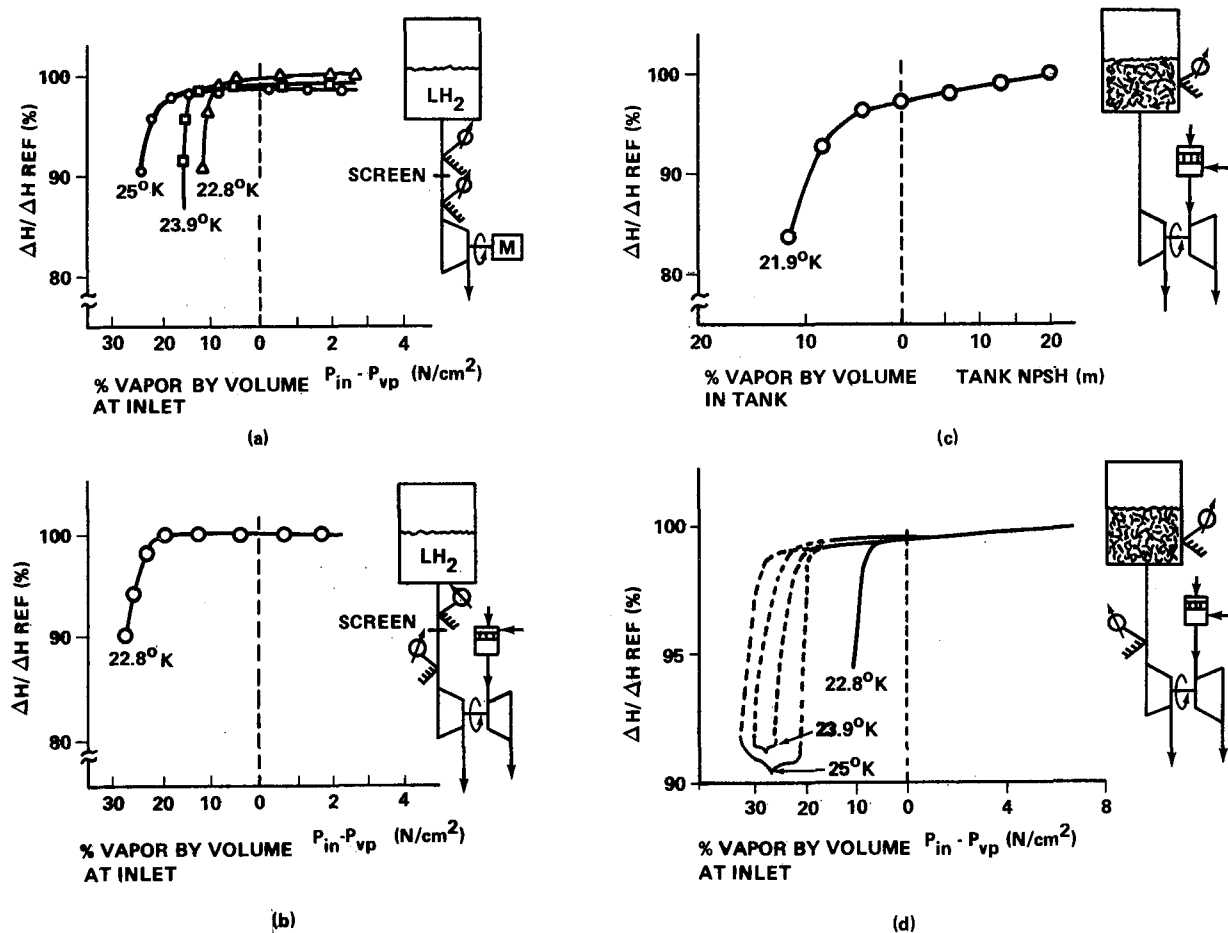 ΔH/ΔH REF (%)
100
90
80
25°K
23.9°K
22.8°K
LH2
SCREEN
M
30 20 10 0 2 4
% VAPOR BY VOLUME Pin - Pvp (N/cm2)
AT INLET
(a)
ΔH/ΔH REF (%)
100
90
80
21.9°K
20 10 0 10 20
% VAPOR BY VOLUME TANK NPSH (m)
IN TANK
(c)
ΔH/ΔH REF (%)
100
90
80
22.8°K
LH2
SCREEN
30 20 10 0 2 4
% VAPOR BY VOLUME Pin-Pvp (N/cm2)
AT INLET
(b)
ΔH/ΔH REF (%)
100
95
90
22.8°K
23.9°K
25°K
30 20 10 0 4 8
% VAPOR BY VOLUME Pin - Pvp (N/cm2)
AT INLET
(d)